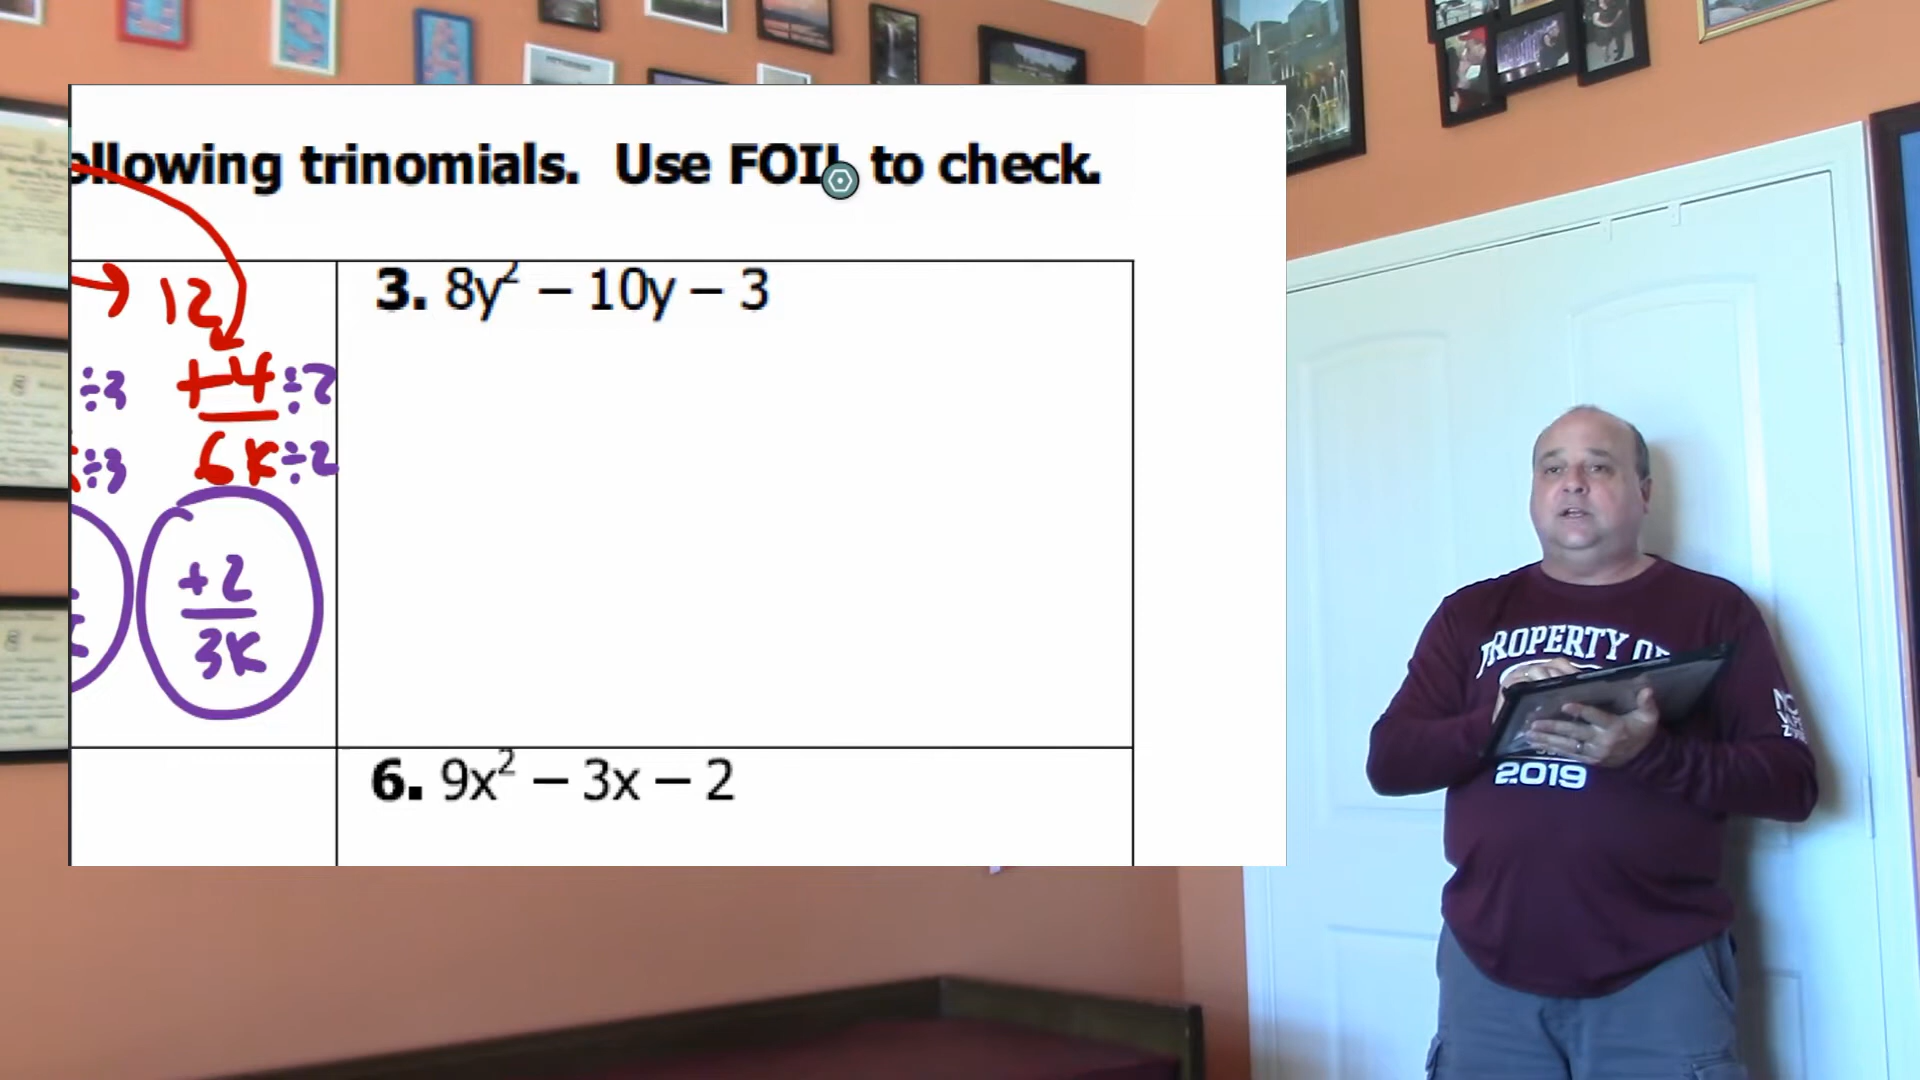 ollowing trinomials. Use FOIL to check.
12
÷3 +4 ÷2
÷3 6k ÷2
+2
3k
3. 8y² – 10y – 3
6. 9x² – 3x – 2
PROPERTY OF
2019